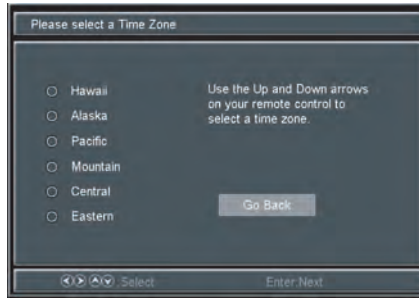 Please select a Time Zone
Hawaii
Alaska
Pacific
Mountain
Central
Eastern
Use the Up and Down arrows
on your remote control to
select a time zone.
Go Back
:Select
Enter:Next